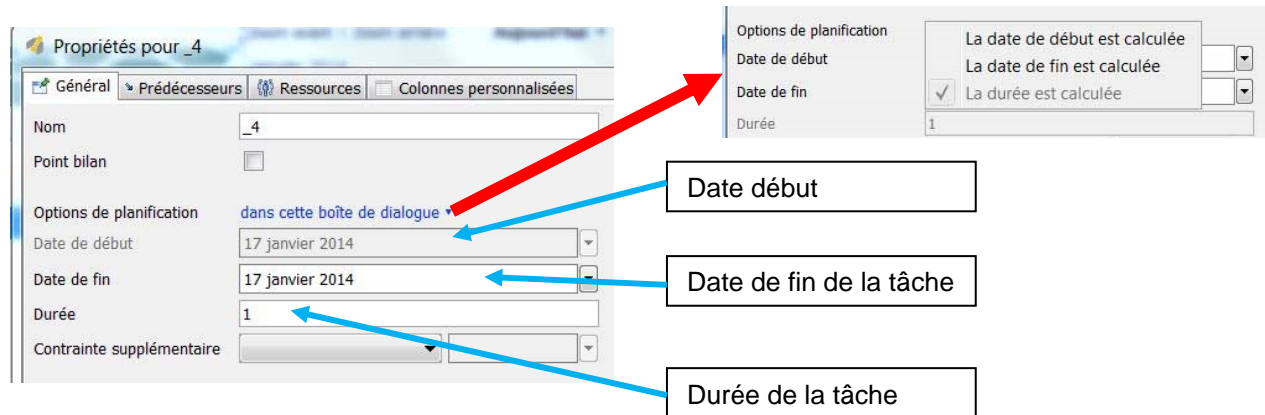 Propriétés pour _4
Général
Prédécesseurs
Ressources
Colonnes personnalisées
Nom
_4
Point bilan
Options de planification
dans cette boîte de dialogue
Date de début
17 janvier 2014
Date de fin
17 janvier 2014
Durée
1
Contrainte supplémentaire
Options de planification
La date de début est calculée
Date de début
La date de fin est calculée
Date de fin
La durée est calculée
Durée
1
Date début
Date de fin de la tâche
Durée de la tâche